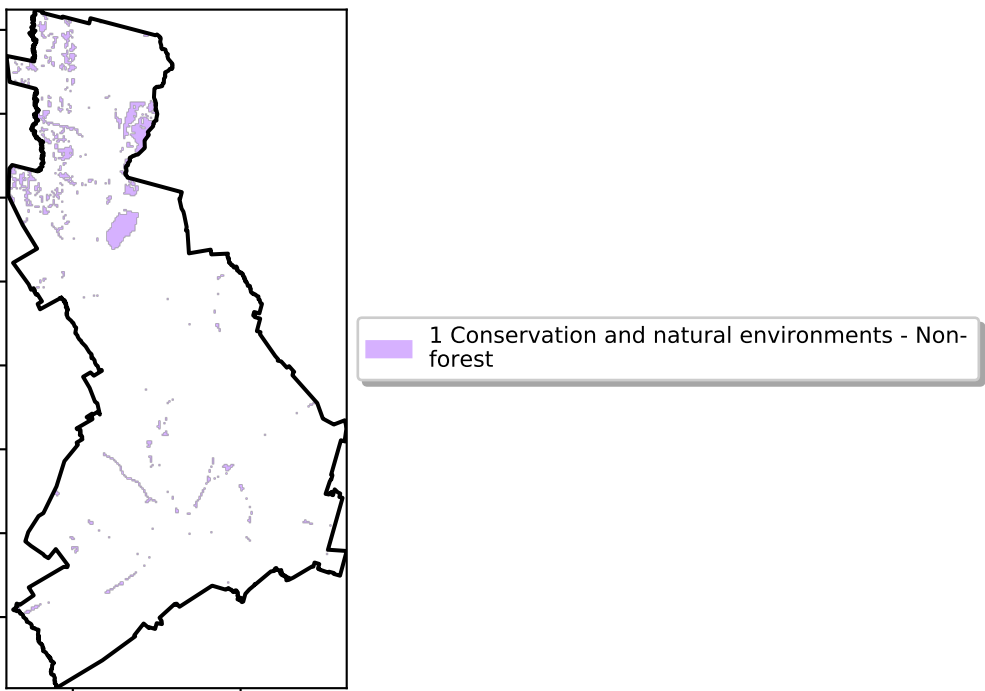 1 Conservation and natural environments - Non-
forest